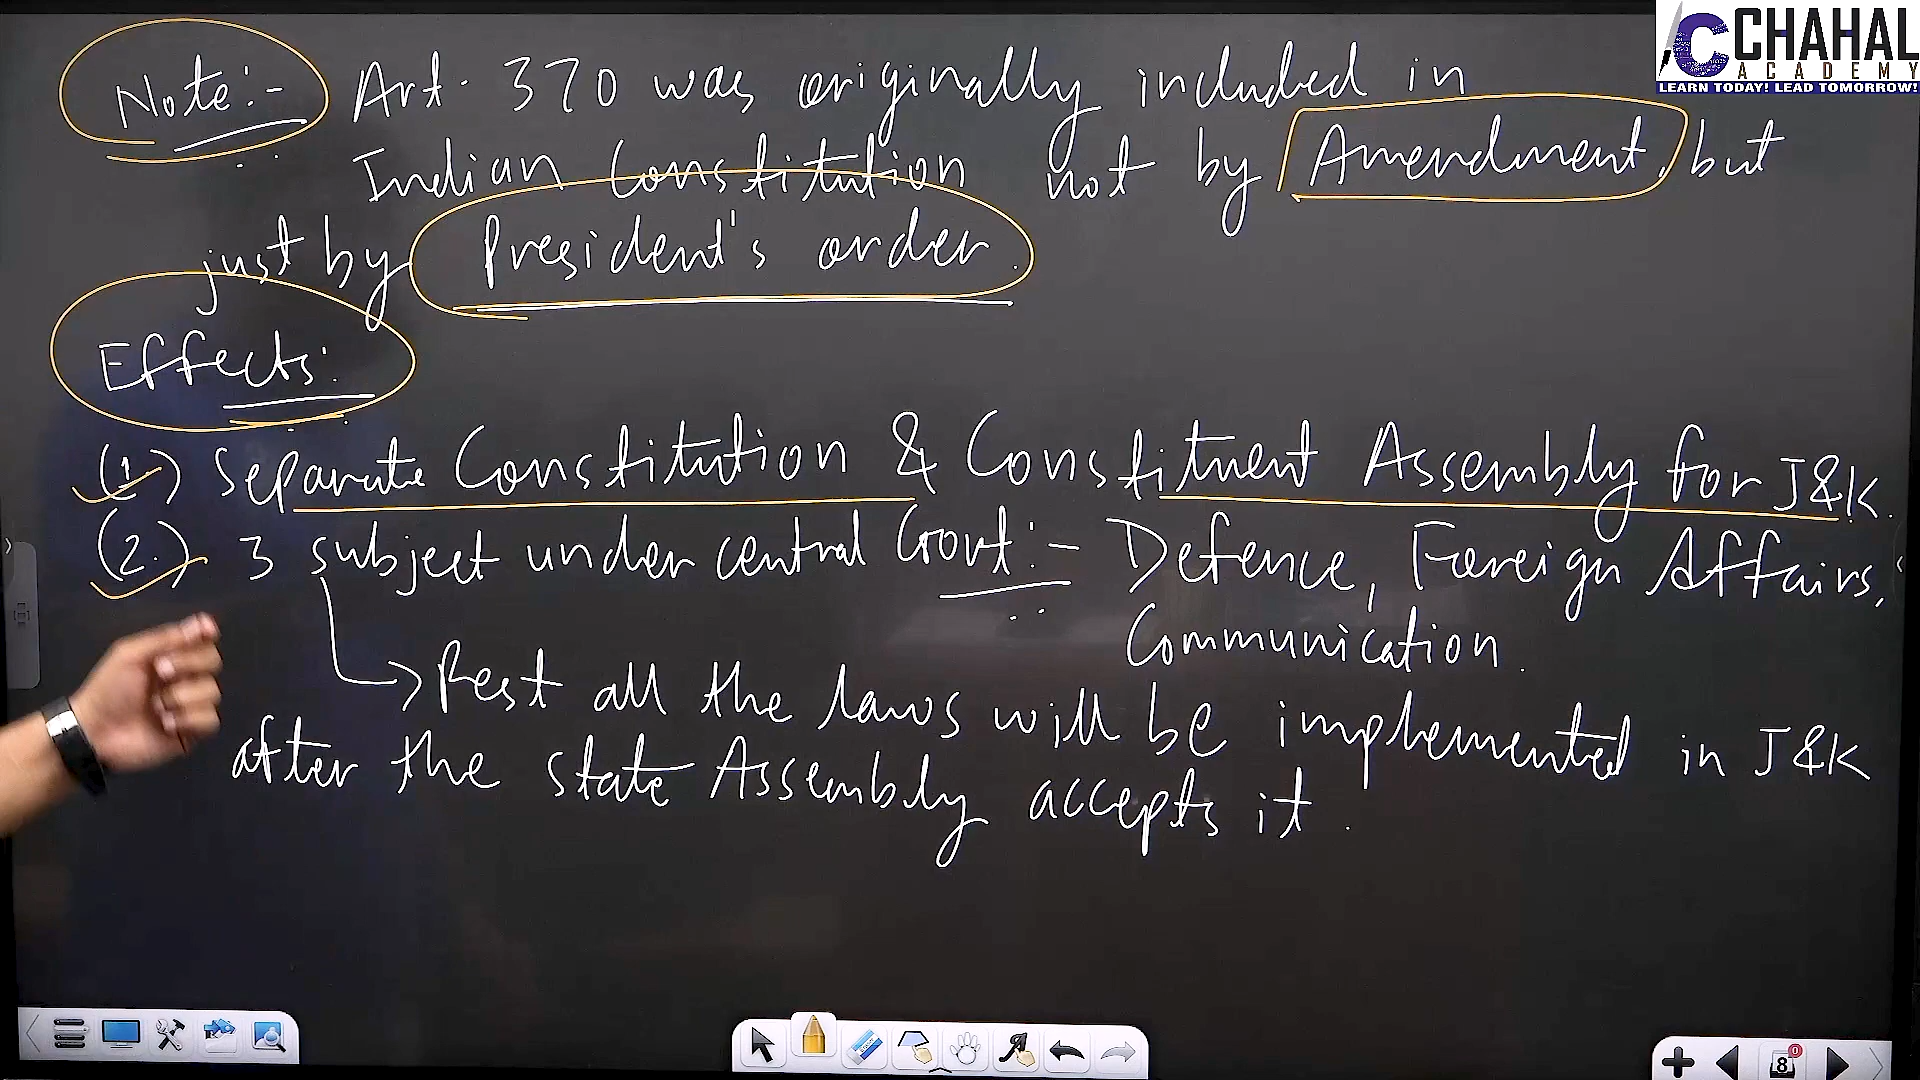 CHAHAL
ACADEMY
LEARN TODAY! LEAD TOMORROW!
Note:- Art. 370 was originally included in
Indian Constitution not by Amendment, but
just by President's order.
Effects:
(1) Separate Constitution & Constituent Assembly for J&K.
(2.) 3 subject under central Govt:- Defence, Foreign Affairs,
Communication.
→ Rest all the laws will be implemented in J&K
after the state Assembly accepts it.
8
0